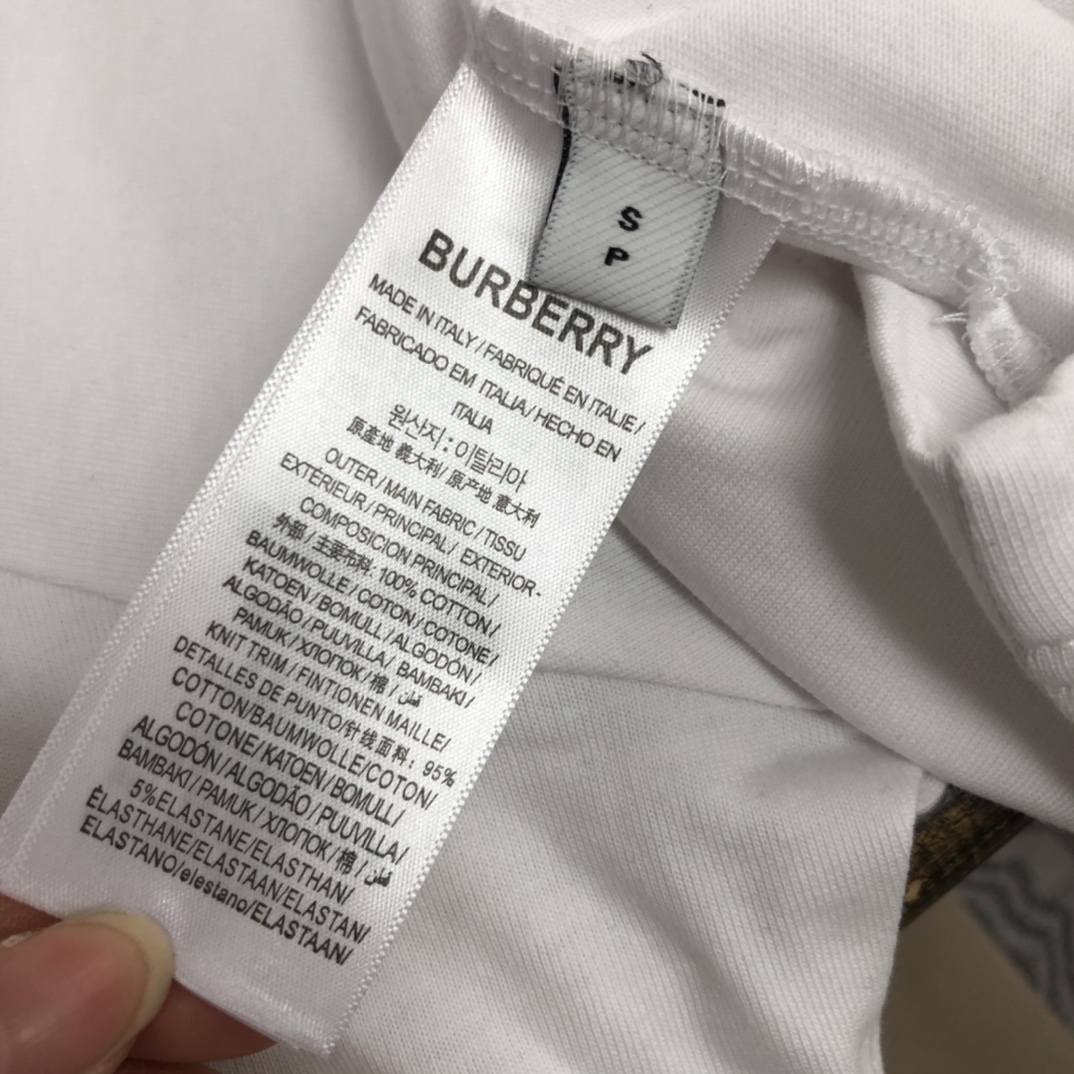 S
P
BURBERRY
MADE IN ITALY / FABRIQUÉ EN ITALIE /
FABRICADO EM ITALIA / HECHO EN
ITALIA
원산지 : 이탈리아
原產地 義大利 / 原产地 意大利
OUTER / MAIN FABRIC / TISSU
EXTÉRIEUR / PRINCIPAL / EXTERIOR-
COMPOSICION PRINCIPAL /
外部 / 主要布料: 100% COTTON /
BAUMWOLLE / COTON / COTONE /
KATOEN / BOMULL / ALGODÓN /
ALGODÃO / PUUVILLA / BAMBAKI /
PAMUK / ХЛОПОК / 棉 / قطن
KNIT TRIM / FINTIONEN MAILLE/
DETALLES DE PUNTO/针线面料: 95%
COTTON/BAUMWOLLE/COTON/
COTONE/KATOEN/BOMULL/
ALGODÓN/ALGODÃO/PUUVILLA/
BAMBAKI/PAMUK/ХЛОПОК/棉/قطن
5%ELASTANE/ELASTHAN/
ÉLASTHANE/ELASTAAN/ELASTAN/
ELASTANO/elestano/ELASTAAN/